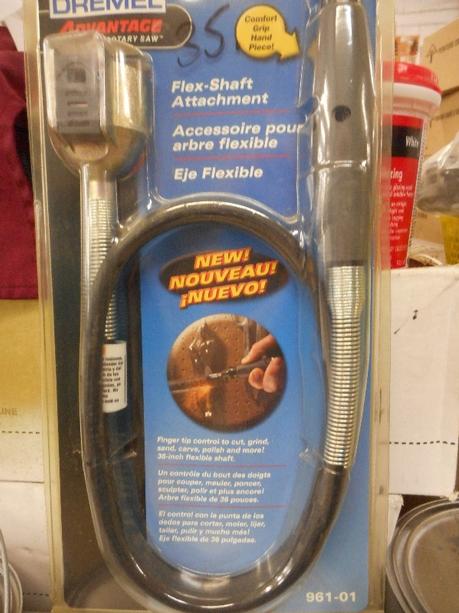 DREMEL
ADVANTAGE
ROTARY SAW™
35
Comfort
Grip
Hand
Piece!
Flex-Shaft
Attachment
Accessoire pour
arbre flexible
Eje Flexible
White
NEW!
NOUVEAU!
¡NUEVO!
Finger tip control to cut, grind,
sand, carve, polish and more!
36-inch flexible shaft.
Un contrôle du bout des doigts
pour couper, meuler, poncer,
sculpter, polir et plus encore!
Arbre flexible de 36 pouces.
El control con la punta de los
dedos para cortar, moler, lijar,
tallar, pulir y mucho más!
Eje flexible de 36 pulgadas.
961-01